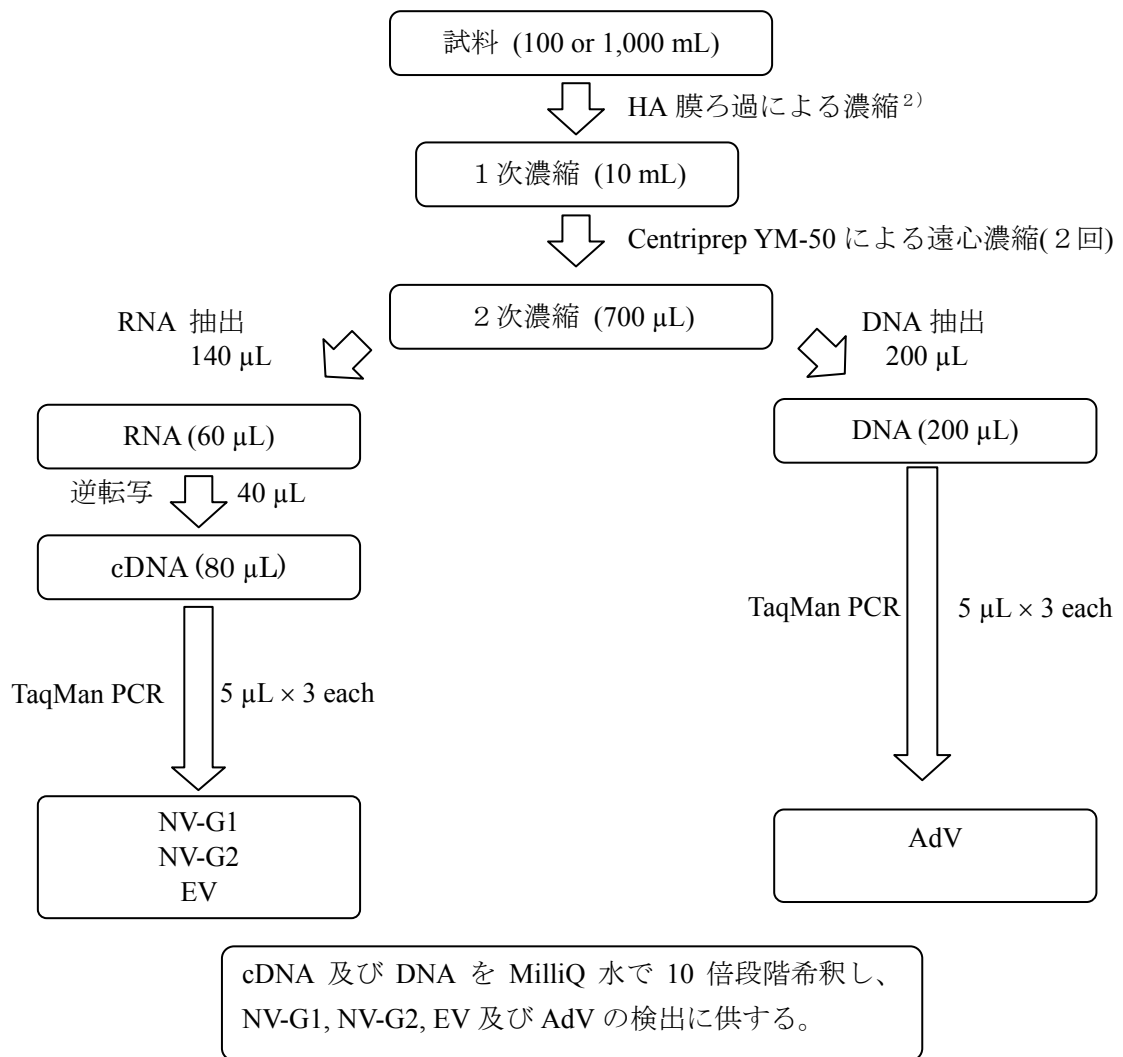 試料 (100 or 1,000 mL)
HA 膜ろ過による濃縮²⁾
１次濃縮 (10 mL)
Centriprep YM-50 による遠心濃縮(２回)
２次濃縮 (700 µL)
RNA 抽出
140 µL
DNA 抽出
200 µL
RNA (60 µL)
DNA (200 µL)
逆転写 40 µL
cDNA (80 µL)
TaqMan PCR 5 µL × 3 each
TaqMan PCR 5 µL × 3 each
NV-G1
NV-G2
EV
AdV
cDNA 及び DNA を MilliQ 水で 10 倍段階希釈し、
NV-G1, NV-G2, EV 及び AdV の検出に供する。